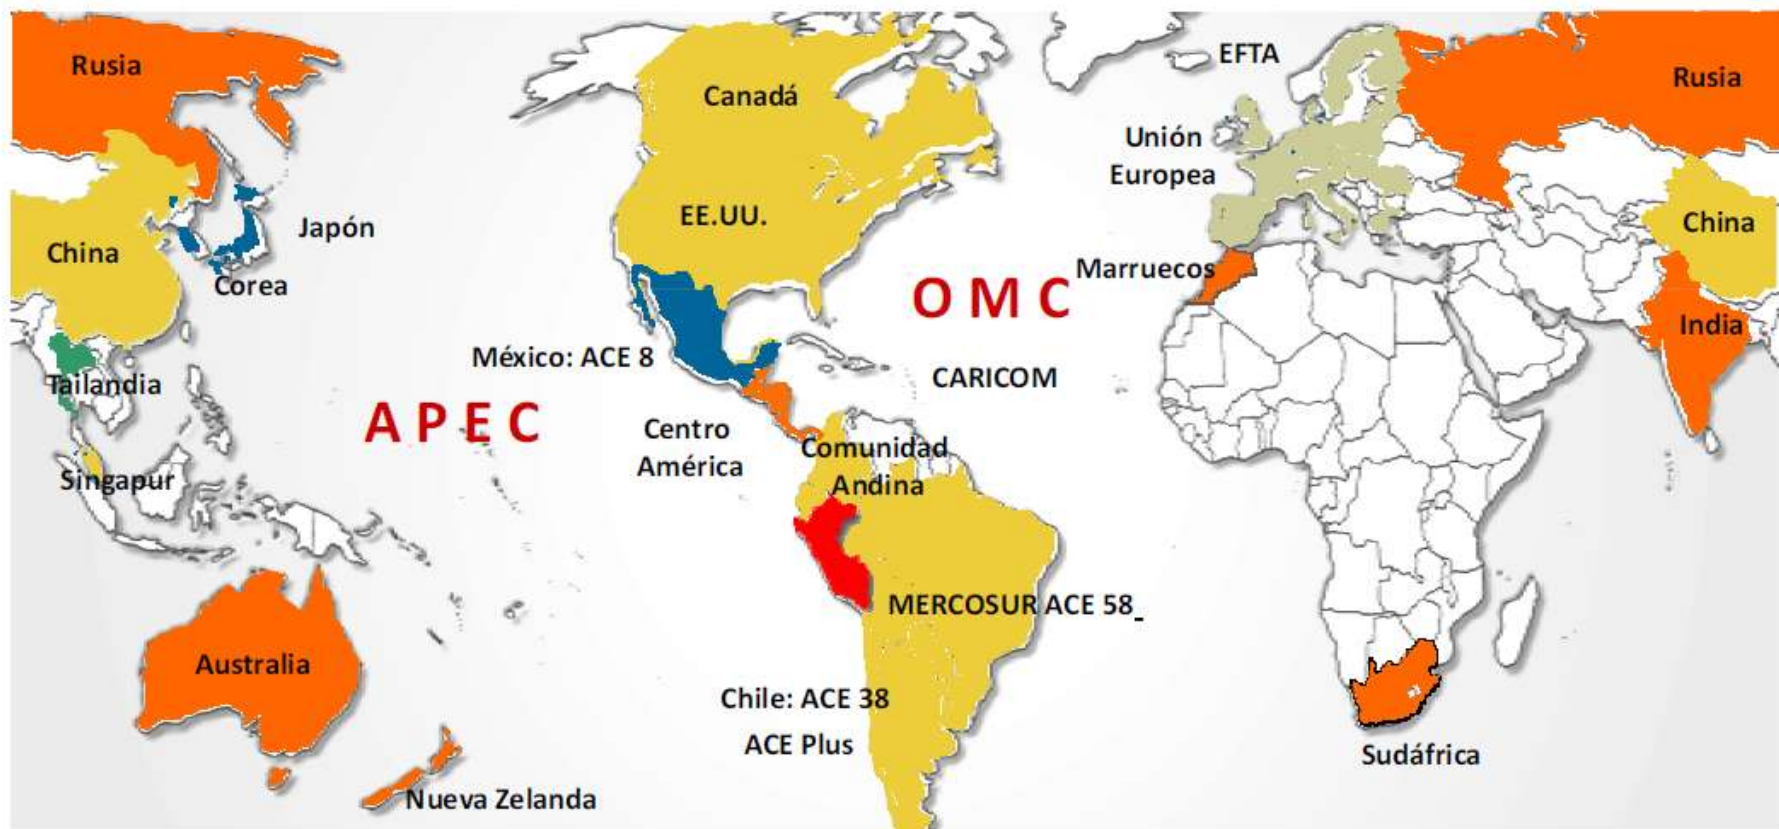 Rusia
China
Japón
Corea
Tailandia
Singapur
A P E C
Australia
Nueva Zelanda
Canadá
EE.UU.
México: ACE 8
Centro
América
O M C
CARICOM
Comunidad
Andina
MERCOSUR ACE 58_
Chile: ACE 38
ACE Plus
EFTA
Unión
Europea
Marruecos
Rusia
China
India
Sudáfrica